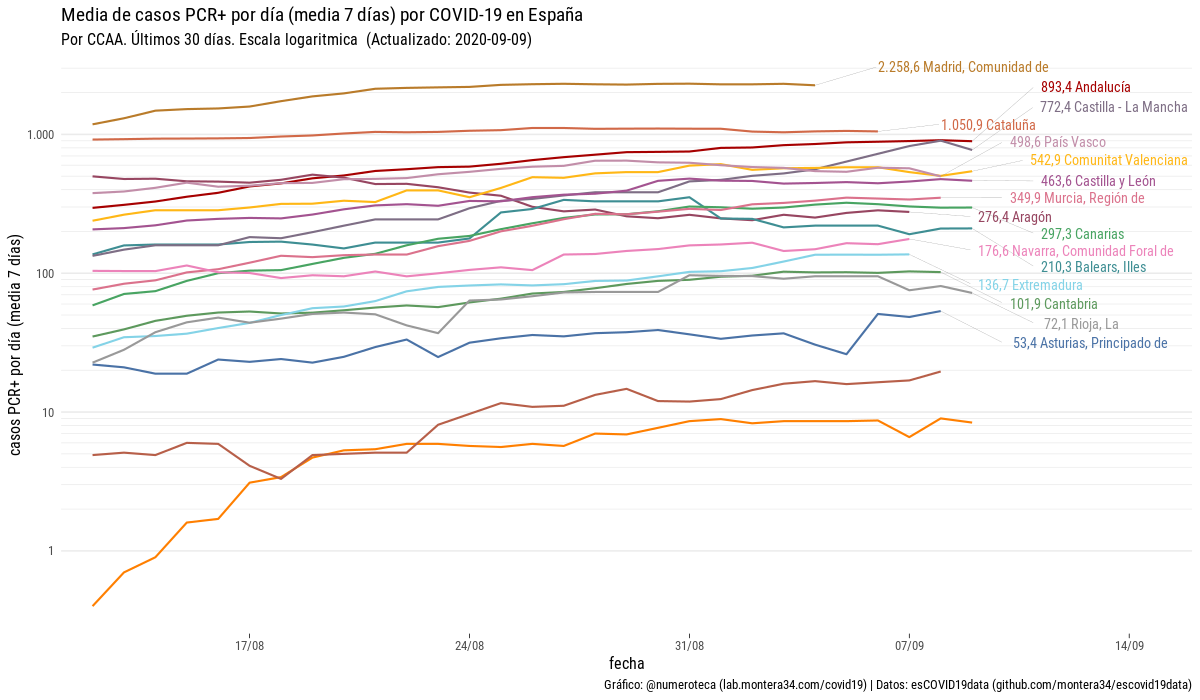 Media de casos PCR+ por día (media 7 días) por COVID-19 en España
Por CCAA. Últimos 30 días. Escala logaritmica (Actualizado: 2020-09-09)
2.258,6 Madrid, Comunidad de
893,4 Andalucía
772,4 Castilla - La Mancha
1.050,9 Cataluña
498,6 País Vasco
542,9 Comunitat Valenciana
463,6 Castilla y León
349,9 Murcia, Región de
276,4 Aragón
297,3 Canarias
176,6 Navarra, Comunidad Foral de
210,3 Balears, Illes
136,7 Extremadura
101,9 Cantabria
72,1 Rioja, La
53,4 Asturias, Principado de
casos PCR+ por día (media 7 días)
1.000
100
10
1
17/08
24/08
31/08
07/09
14/09
fecha
Gráfico: @numeroteca (lab.montera34.com/covid19) | Datos: esCOVID19data (github.com/montera34/escovid19data)